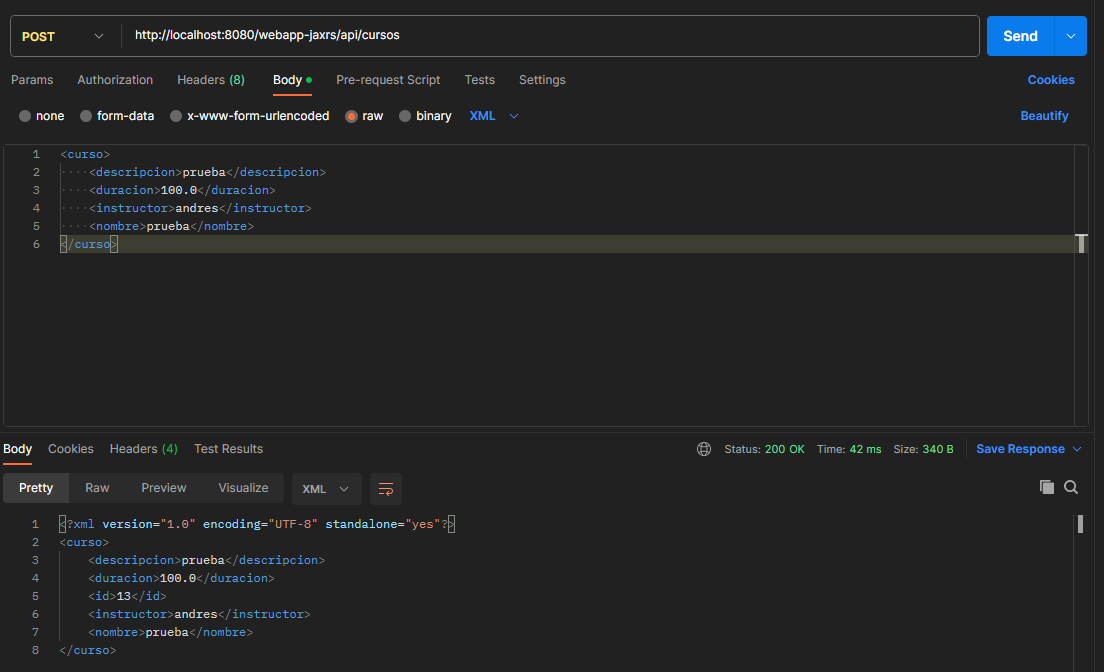 POST http://localhost:8080/webapp-jaxrs/api/cursos Send
Params Authorization Headers (8) Body Pre-request Script Tests Settings Cookies
none form-data x-www-form-urlencoded raw binary XML Beautify
1 <curso>
2 ····<descripcion>prueba</descripcion>
3 ····<duracion>100.0</duracion>
4 ····<instructor>andres</instructor>
5 ····<nombre>prueba</nombre>
6 </curso>
Body Cookies Headers (4) Test Results Status: 200 OK Time: 42 ms Size: 340 B Save Response
Pretty Raw Preview Visualize XML
1 <?xml version="1.0" encoding="UTF-8" standalone="yes"?>
2 <curso>
3 <descripcion>prueba</descripcion>
4 <duracion>100.0</duracion>
5 <id>13</id>
6 <instructor>andres</instructor>
7 <nombre>prueba</nombre>
8 </curso>